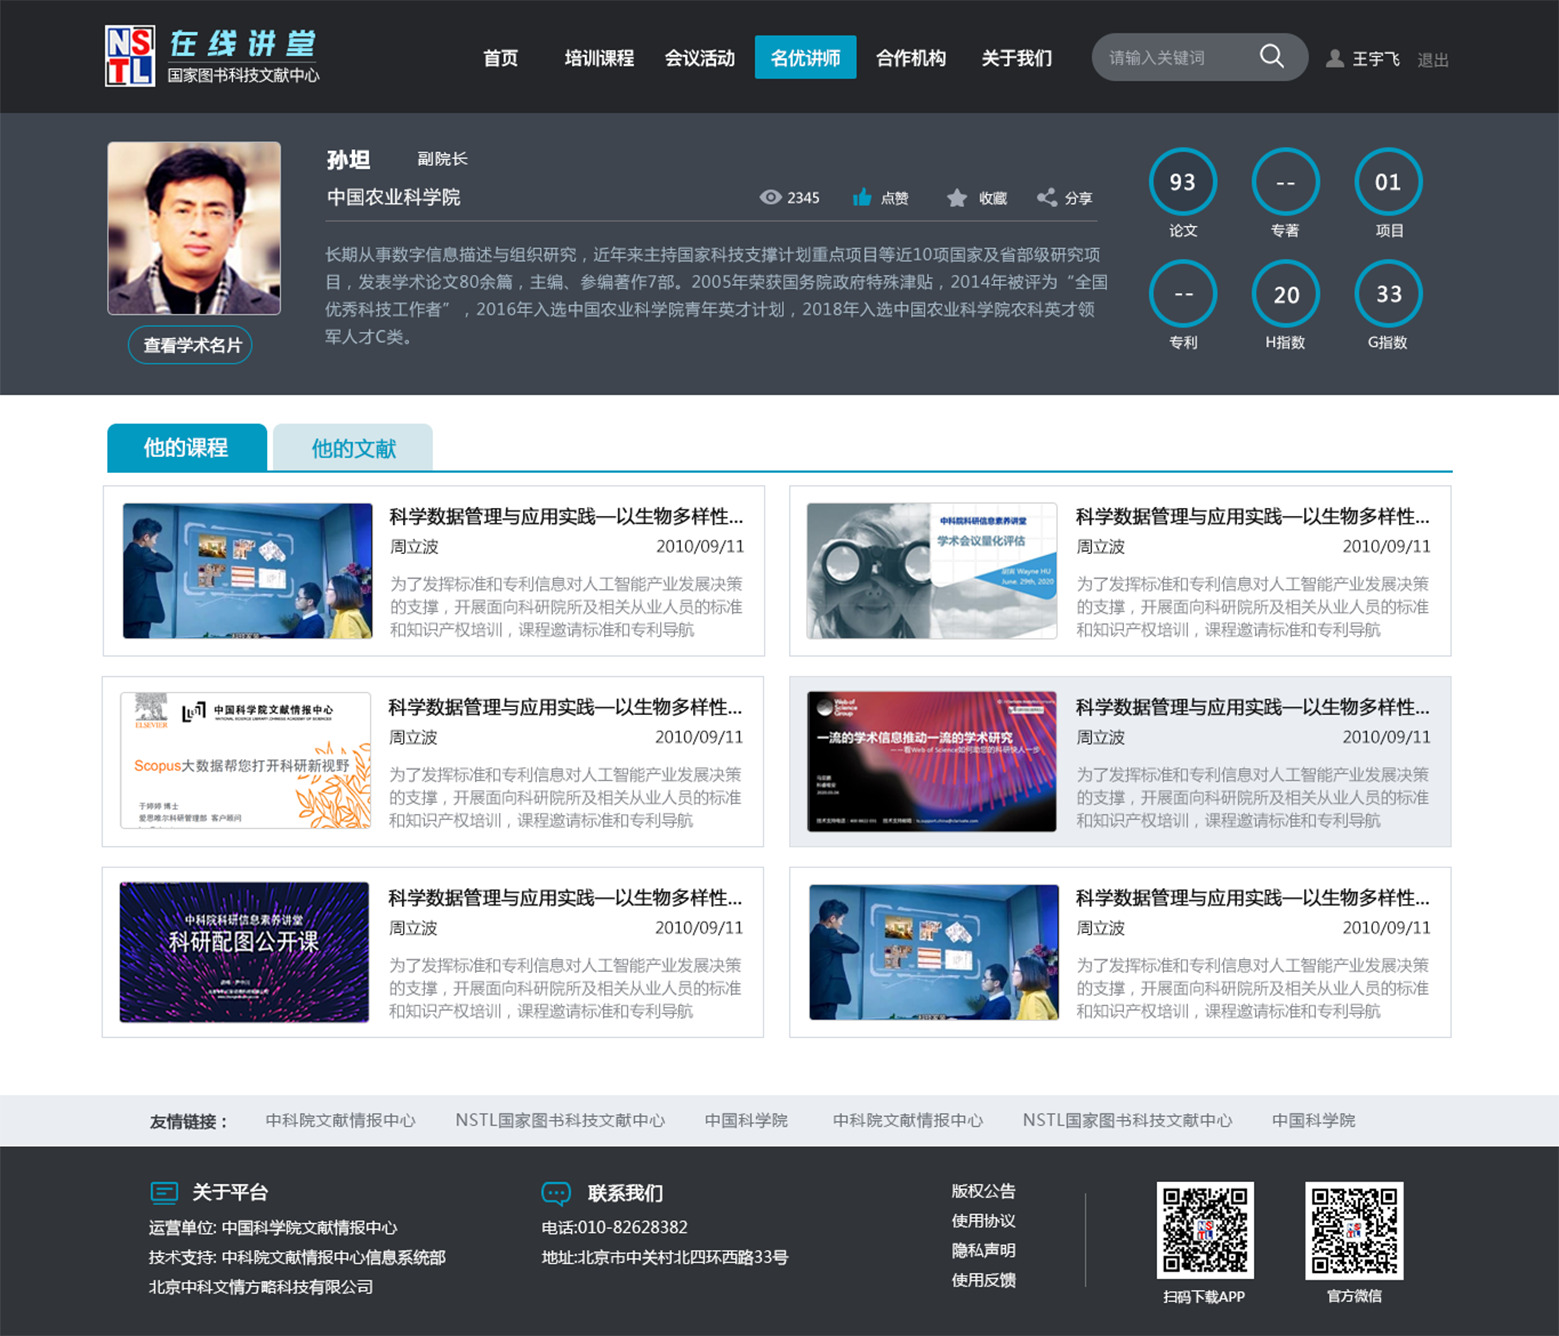 NSTL
在线讲堂
国家图书科技文献中心
首页 培训课程 会议活动 名优讲师 合作机构 关于我们
请输入关键词
王宇飞 退出
孙坦 副院长
中国农业科学院
2345 点赞 收藏 分享
长期从事数字信息描述与组织研究，近年来主持国家科技支撑计划重点项目等近10项国家及省部级研究项
目，发表学术论文80余篇，主编、参编著作7部。2005年荣获国务院政府特殊津贴，2014年被评为“全国
优秀科技工作者”，2016年入选中国农业科学院青年英才计划，2018年入选中国农业科学院农科英才领
军人才C类。
查看学术名片
93 -- 01
论文 专著 项目
-- 20 33
专利 H指数 G指数
他的课程 他的文献
科学数据管理与应用实践—以生物多样性...
周立波 2010/09/11
为了发挥标准和专利信息对人工智能产业发展决策
的支撑，开展面向科研院所及相关从业人员的标准
和知识产权培训，课程邀请标准和专利导航
中科院科研信息素养讲堂
学术会议量化评估
Wayne HU
June. 29th, 2020
科学数据管理与应用实践—以生物多样性...
周立波 2010/09/11
为了发挥标准和专利信息对人工智能产业发展决策
的支撑，开展面向科研院所及相关从业人员的标准
和知识产权培训，课程邀请标准和专利导航
ELSEVIER
中国科学院文献情报中心
NATIONAL SCIENCE LIBRARY, CHINESE ACADEMY OF SCIENCES
Scopus大数据帮您打开科研新视野
于婷婷 博士
爱思唯尔科研管理部 客户顾问
科学数据管理与应用实践—以生物多样性...
周立波 2010/09/11
为了发挥标准和专利信息对人工智能产业发展决策
的支撑，开展面向科研院所及相关从业人员的标准
和知识产权培训，课程邀请标准和专利导航
Web of
Science
Group
一流的学术信息推动一流的学术研究
——看Web of Science如何助您的科研快人一步
科学数据管理与应用实践—以生物多样性...
周立波 2010/09/11
为了发挥标准和专利信息对人工智能产业发展决策
的支撑，开展面向科研院所及相关从业人员的标准
和知识产权培训，课程邀请标准和专利导航
中科院科研信息素养讲堂
科研配图公开课
科学数据管理与应用实践—以生物多样性...
周立波 2010/09/11
为了发挥标准和专利信息对人工智能产业发展决策
的支撑，开展面向科研院所及相关从业人员的标准
和知识产权培训，课程邀请标准和专利导航
科学数据管理与应用实践—以生物多样性...
周立波 2010/09/11
为了发挥标准和专利信息对人工智能产业发展决策
的支撑，开展面向科研院所及相关从业人员的标准
和知识产权培训，课程邀请标准和专利导航
友情链接： 中科院文献情报中心 NSTL国家图书科技文献中心 中国科学院 中科院文献情报中心 NSTL国家图书科技文献中心 中国科学院
关于平台
运营单位: 中国科学院文献情报中心
技术支持: 中科院文献情报中心信息系统部
北京中科文情方略科技有限公司
联系我们
电话:010-82628382
地址:北京市中关村北四环西路33号
版权公告
使用协议
隐私声明
使用反馈
扫码下载APP
官方微信